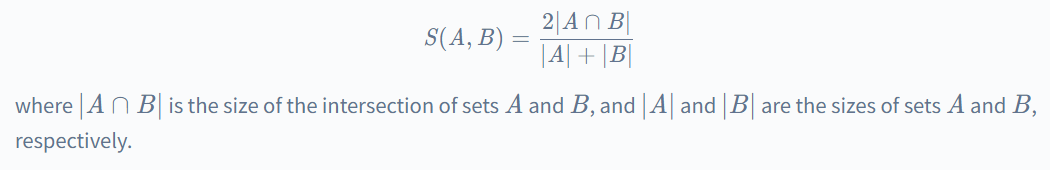 S(A, B) = 2|A ∩ B| / |A| + |B|
where |A ∩ B| is the size of the intersection of sets A and B, and |A| and |B| are the sizes of sets A and B,
respectively.